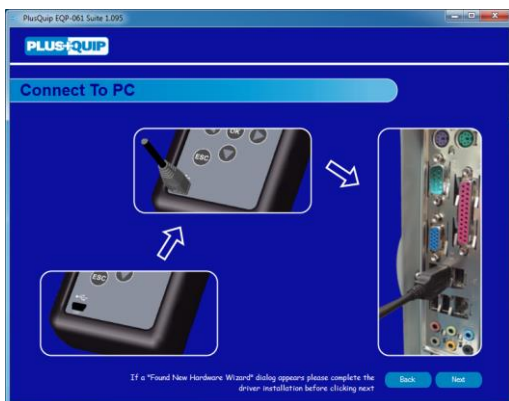 PlusQuip EQP-061 Suite 1.095
PLUS+QUIP
Connect To PC
OK
ESC
ESC
If a "Found New Hardware Wizard" dialog appears please complete the
driver installation before clicking next
Back
Next